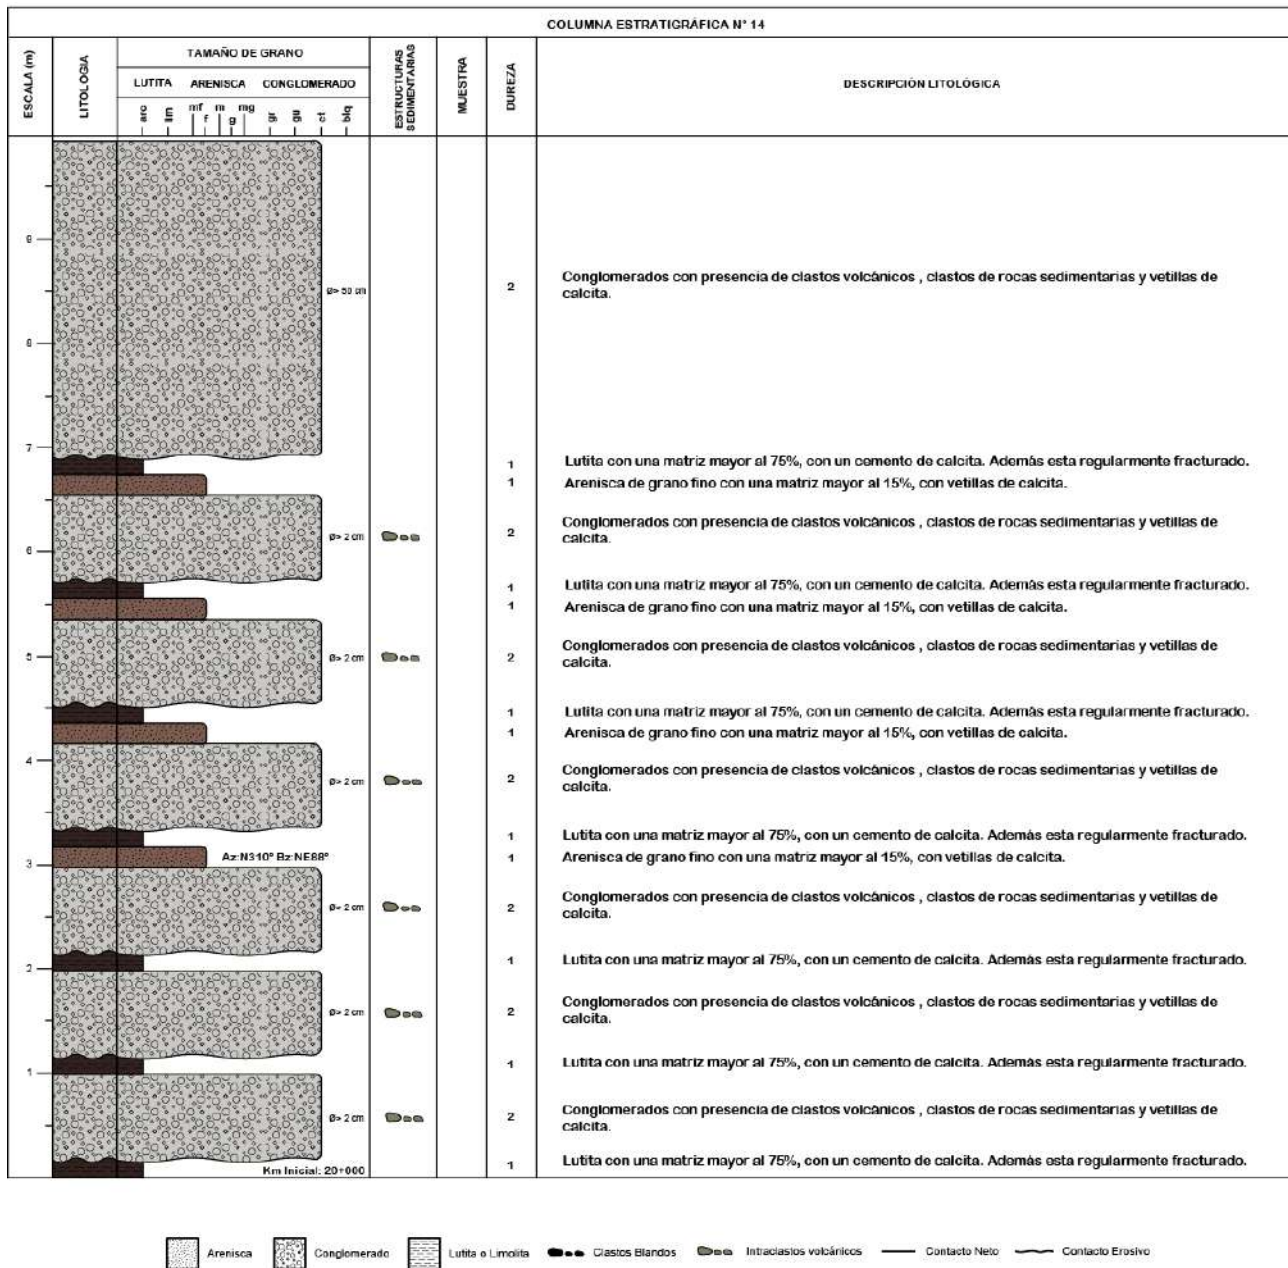 COLUMNA ESTRATIGRÁFICA N° 14
ESCALA (m)
LITOLOGIA
TAMAÑO DE GRANO
LUTITA ARENISCA CONGLOMERADO
arc lim mf f m g mg gr gu ct blq
ESTRUCTURAS
SEDIMENTARIAS
MUESTRA
DUREZA
DESCRIPCIÓN LITOLÓGICA
9
Ø> 50 cm
2
Conglomerados con presencia de clastos volcánicos , clastos de rocas sedimentarias y vetillas de
calcita.
8
7
1 Lutita con una matriz mayor al 75%, con un cemento de calcita. Además esta regularmente fracturado.
1 Arenisca de grano fino con una matriz mayor al 15%, con vetillas de calcita.
6
Ø> 2 cm
2
Conglomerados con presencia de clastos volcánicos , clastos de rocas sedimentarias y vetillas de
calcita.
1 Lutita con una matriz mayor al 75%, con un cemento de calcita. Además esta regularmente fracturado.
1 Arenisca de grano fino con una matriz mayor al 15%, con vetillas de calcita.
5
Ø> 2 cm
2
Conglomerados con presencia de clastos volcánicos , clastos de rocas sedimentarias y vetillas de
calcita.
1 Lutita con una matriz mayor al 75%, con un cemento de calcita. Además esta regularmente fracturado.
1 Arenisca de grano fino con una matriz mayor al 15%, con vetillas de calcita.
4
Ø> 2 cm
2
Conglomerados con presencia de clastos volcánicos , clastos de rocas sedimentarias y vetillas de
calcita.
1 Lutita con una matriz mayor al 75%, con un cemento de calcita. Además esta regularmente fracturado.
3 Az:N310° Bz:NE88° 1 Arenisca de grano fino con una matriz mayor al 15%, con vetillas de calcita.
Ø> 2 cm
2
Conglomerados con presencia de clastos volcánicos , clastos de rocas sedimentarias y vetillas de
calcita.
2
1 Lutita con una matriz mayor al 75%, con un cemento de calcita. Además esta regularmente fracturado.
Ø> 2 cm
2
Conglomerados con presencia de clastos volcánicos , clastos de rocas sedimentarias y vetillas de
calcita.
1
1 Lutita con una matriz mayor al 75%, con un cemento de calcita. Además esta regularmente fracturado.
Ø> 2 cm
2
Conglomerados con presencia de clastos volcánicos , clastos de rocas sedimentarias y vetillas de
calcita.
Km Inicial: 20+000 1 Lutita con una matriz mayor al 75%, con un cemento de calcita. Además esta regularmente fracturado.
Arenisca Conglomerado Lutita o Limolita Clastos Blandos Intraclastos volcánicos Contacto Neto Contacto Erosivo